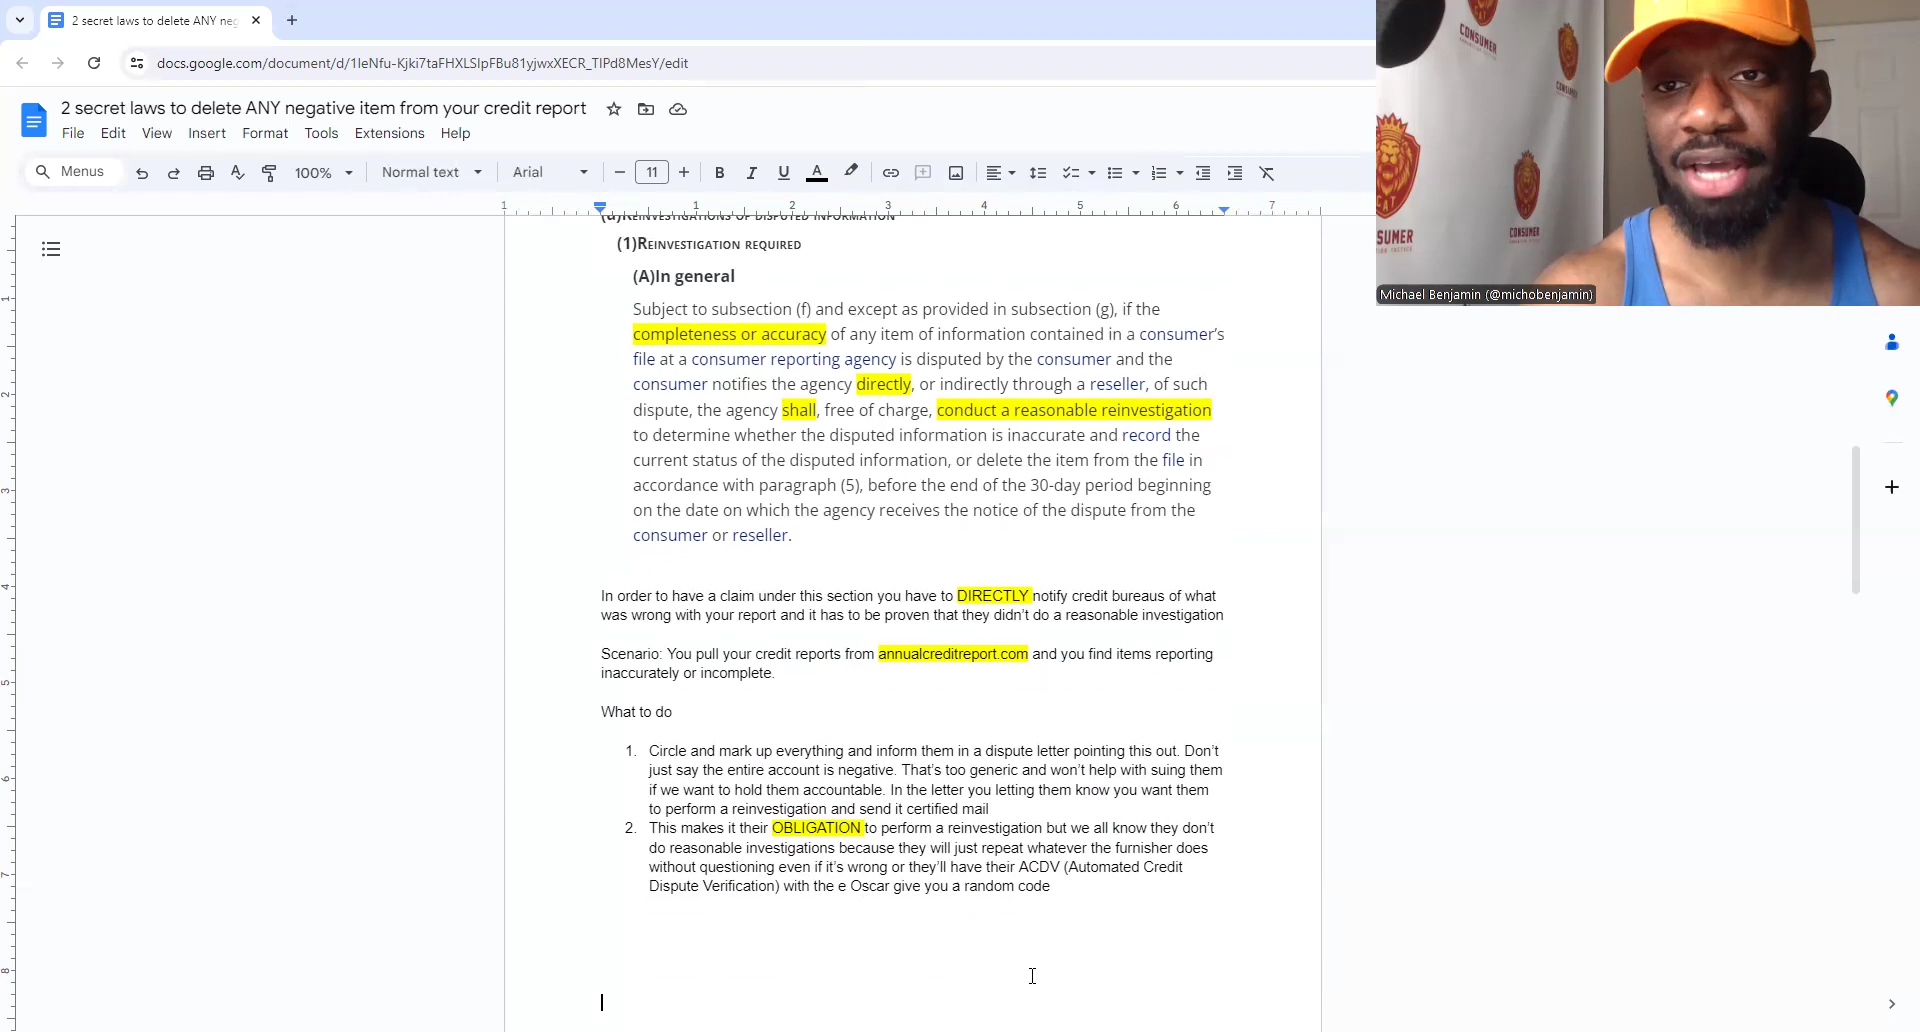 2 secret laws to delete ANY neg
docs.google.com/document/d/1IeNfu-Kjki7taFHXLSIpFBu81yjwxXECR_TIPd8MesY/edit
2 secret laws to delete ANY negative item from your credit report
File Edit View Insert Format Tools Extensions Help
Menus 100% Normal text Arial 11 B I U A
1 1 2 3 4 5 6 7
(1)REINVESTIGATION REQUIRED
(A)In general
Subject to subsection (f) and except as provided in subsection (g), if the
completeness or accuracy of any item of information contained in a consumer's
file at a consumer reporting agency is disputed by the consumer and the
consumer notifies the agency directly, or indirectly through a reseller, of such
dispute, the agency shall, free of charge, conduct a reasonable reinvestigation
to determine whether the disputed information is inaccurate and record the
current status of the disputed information, or delete the item from the file in
accordance with paragraph (5), before the end of the 30-day period beginning
on the date on which the agency receives the notice of the dispute from the
consumer or reseller.
In order to have a claim under this section you have to DIRECTLY notify credit bureaus of what
was wrong with your report and it has to be proven that they didn't do a reasonable investigation
Scenario: You pull your credit reports from annualcreditreport.com and you find items reporting
inaccurately or incomplete.
What to do
1. Circle and mark up everything and inform them in a dispute letter pointing this out. Don't
just say the entire account is negative. That's too generic and won't help with suing them
if we want to hold them accountable. In the letter you letting them know you want them
to perform a reinvestigation and send it certified mail
2. This makes it their OBLIGATION to perform a reinvestigation but we all know they don't
do reasonable investigations because they will just repeat whatever the furnisher does
without questioning even if it's wrong or they'll have their ACDV (Automated Credit
Dispute Verification) with the e Oscar give you a random code
CONSUMER
CONSUMER
CONSUMER
SUMER
CAT
Michael Benjamin (@michobenjamin)